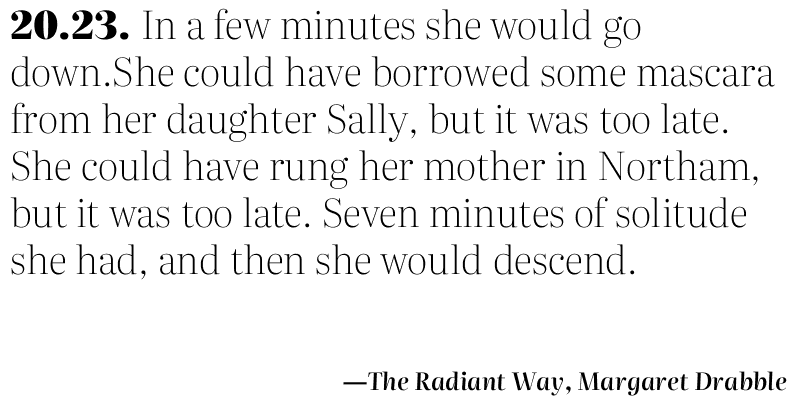 20.23. In a few minutes she would go
down.She could have borrowed some mascara
from her daughter Sally, but it was too late.
She could have rung her mother in Northam,
but it was too late. Seven minutes of solitude
she had, and then she would descend.
—The Radiant Way, Margaret Drabble